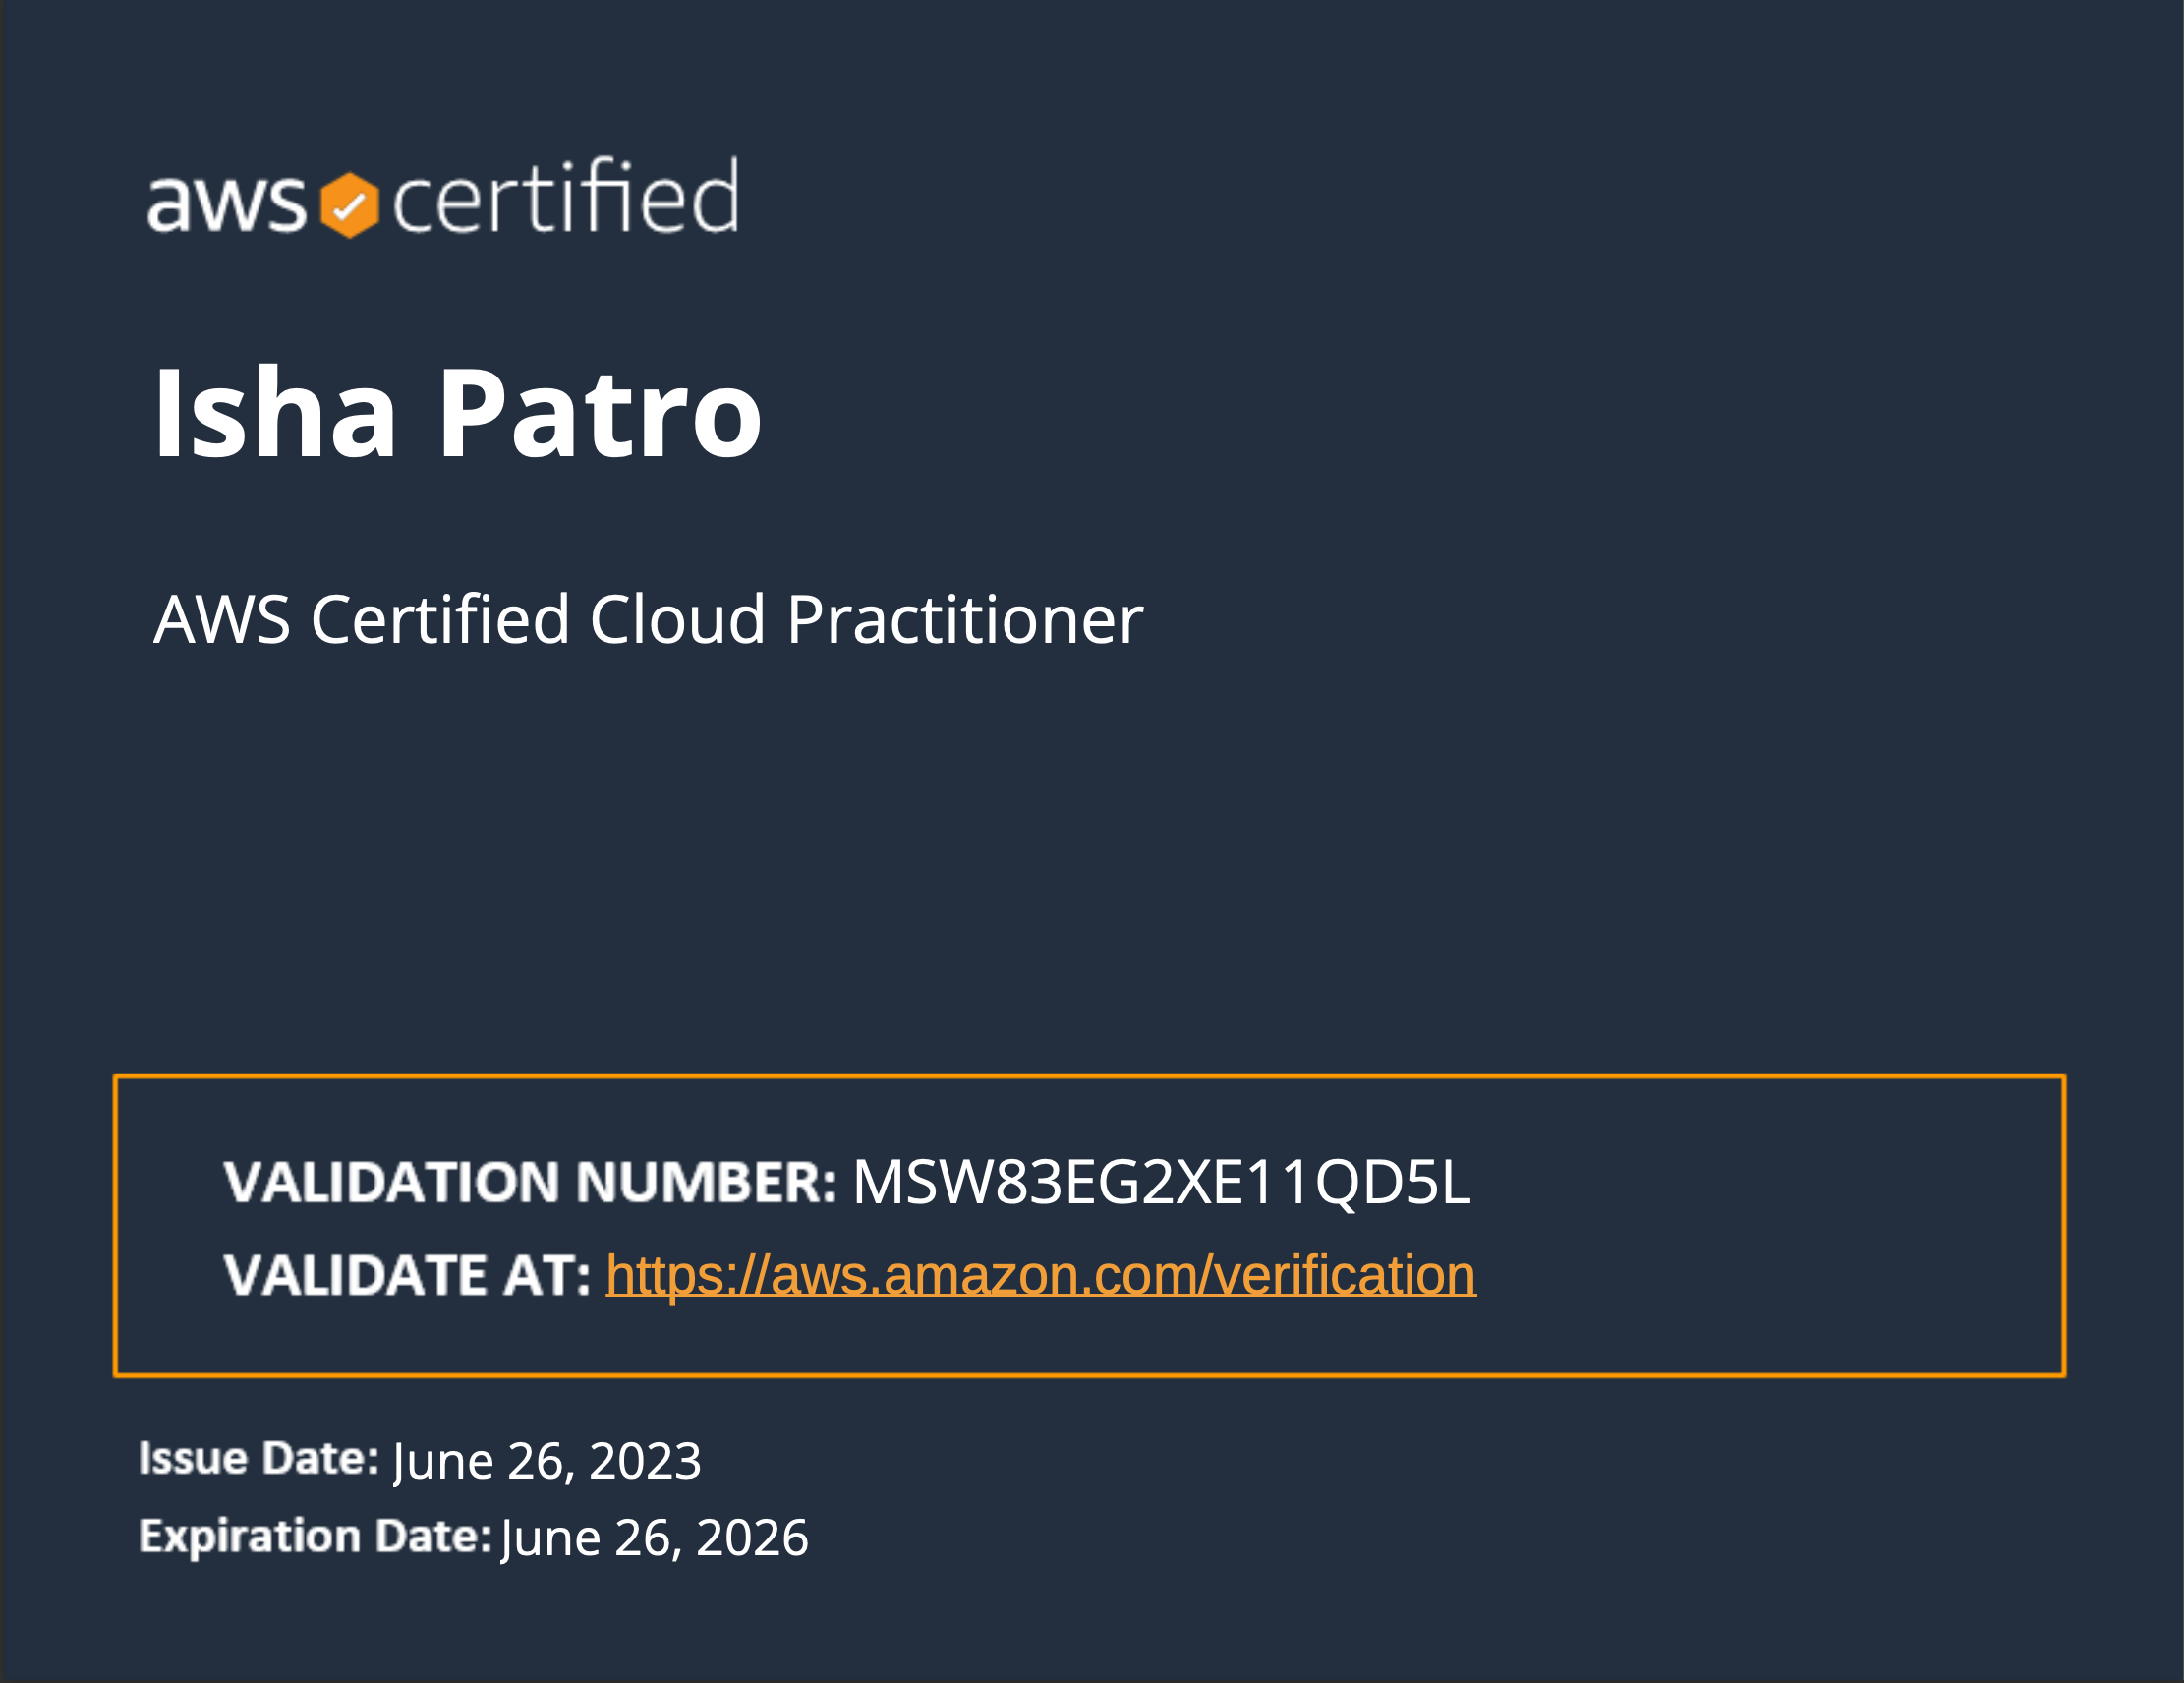 aws certified
Isha Patro
AWS Certified Cloud Practitioner
VALIDATION NUMBER: MSW83EG2XE11QD5L
VALIDATE AT: https://aws.amazon.com/verification
Issue Date: June 26, 2023
Expiration Date: June 26, 2026